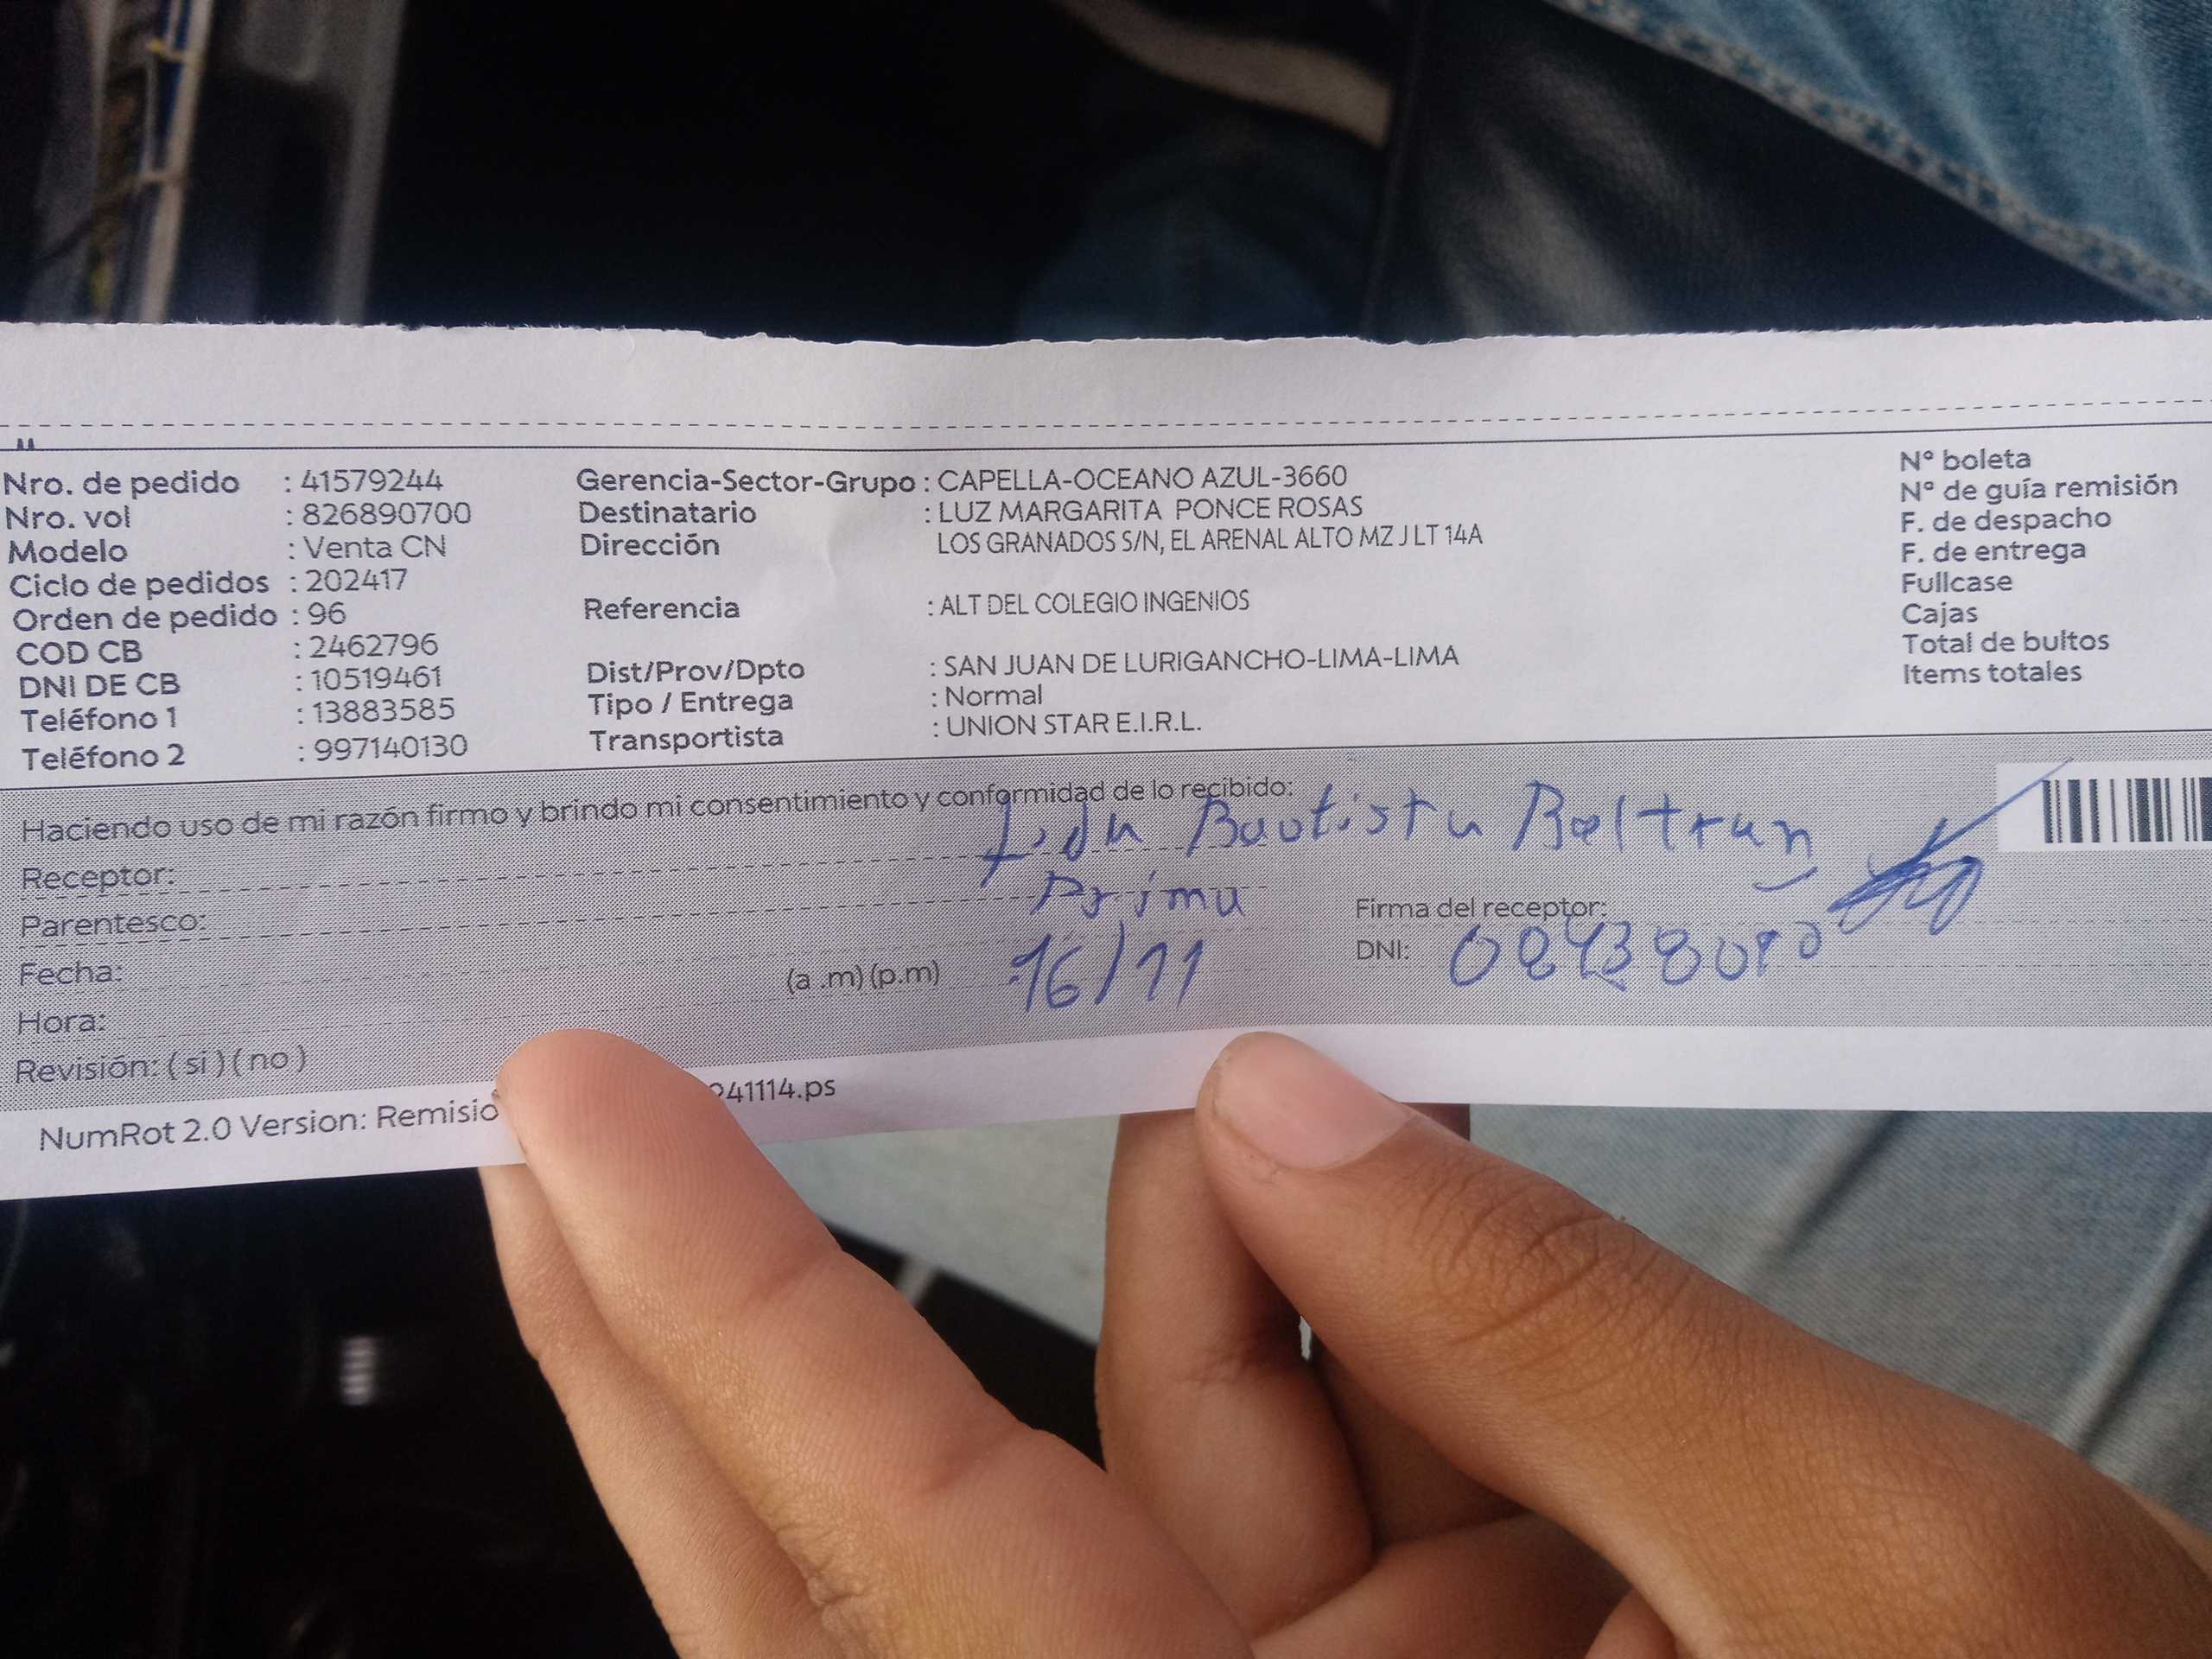 Nro. de pedido : 41579244
Nro. vol : 826890700
Modelo : Venta CN
Ciclo de pedidos : 202417
Orden de pedido : 96
COD CB : 2462796
DNI DE CB : 10519461
Teléfono 1 : 13883585
Teléfono 2 : 997140130
Gerencia-Sector-Grupo : CAPELLA-OCEANO AZUL-3660
Destinatario : LUZ MARGARITA PONCE ROSAS
Dirección LOS GRANADOS S/N, EL ARENAL ALTO MZ J LT 14A
Referencia : ALT DEL COLEGIO INGENIOS
Dist/Prov/Dpto : SAN JUAN DE LURIGANCHO-LIMA-LIMA
Tipo / Entrega : Normal
Transportista : UNION STAR E.I.R.L.
N° boleta
N° de guía remisión
F. de despacho
F. de entrega
Fullcase
Cajas
Total de bultos
Items totales
Haciendo uso de mi razón firmo y brindo mi consentimiento y conformidad de lo recibido:
Receptor: Bautista Beltran
Parentesco: Prima
Firma del receptor:
Fecha: 16/11
(a .m) (p.m)
DNI:
Hora:
Revisión: ( si ) ( no )
NumRot 2.0 Version: Remisio 241114.ps